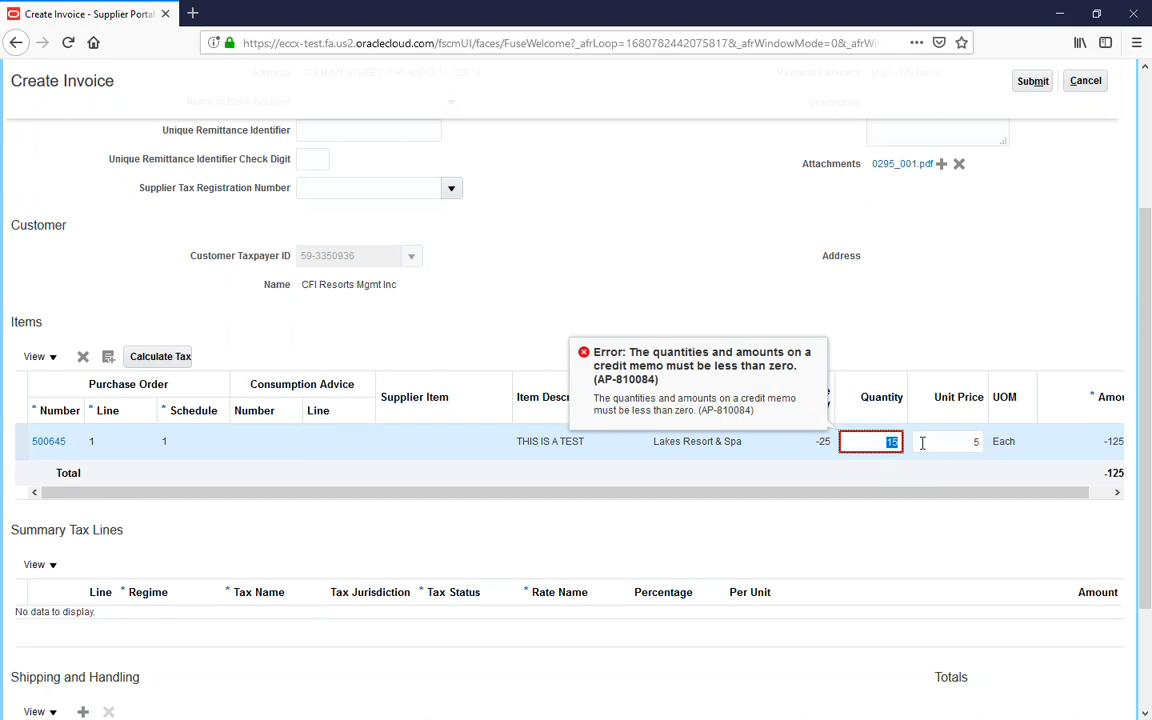 Create Invoice - Supplier Portal
https://eccx-test.fa.us2.oraclecloud.com/fscmUI/faces/FuseWelcome?_afrLoop=1680782442075817&_afrWindowMode=0&_afrWi
Create Invoice
Submit
Cancel
Unique Remittance Identifier
Unique Remittance Identifier Check Digit
Attachments 0295_001.pdf
Supplier Tax Registration Number
Customer
Customer Taxpayer ID 59-3350936
Address
Name CFI Resorts Mgmt Inc
Items
View
Calculate Tax
Error: The quantities and amounts on a
credit memo must be less than zero.
(AP-810084)
The quantities and amounts on a credit memo
must be less than zero. (AP-810084)
Purchase Order Consumption Advice Supplier Item Item Descr Quantity Unit Price UOM * Amou
* Number * Line * Schedule Number Line
500645 1 1 THIS IS A TEST Lakes Resort & Spa -25 15 5 Each -125
Total -125
Summary Tax Lines
View
Line * Regime * Tax Name Tax Jurisdiction * Tax Status * Rate Name Percentage Per Unit Amount
No data to display.
Shipping and Handling Totals
View